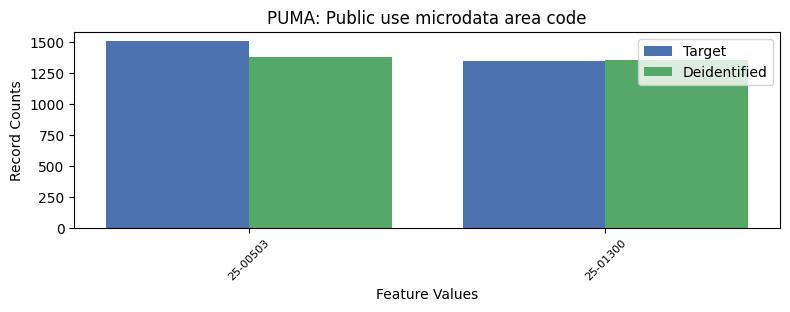 PUMA: Public use microdata area code
Target
Deidentified
Record Counts
1500
1250
1000
750
500
250
0
25-00503
25-01300
Feature Values